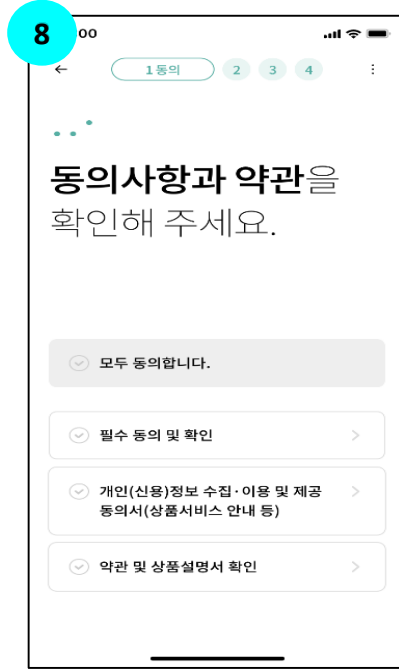 8
00
1 동의 2 3 4
동의사항과 약관을
확인해 주세요.
모두 동의합니다.
필수 동의 및 확인
개인(신용)정보 수집·이용 및 제공
동의서(상품서비스 안내 등)
약관 및 상품설명서 확인